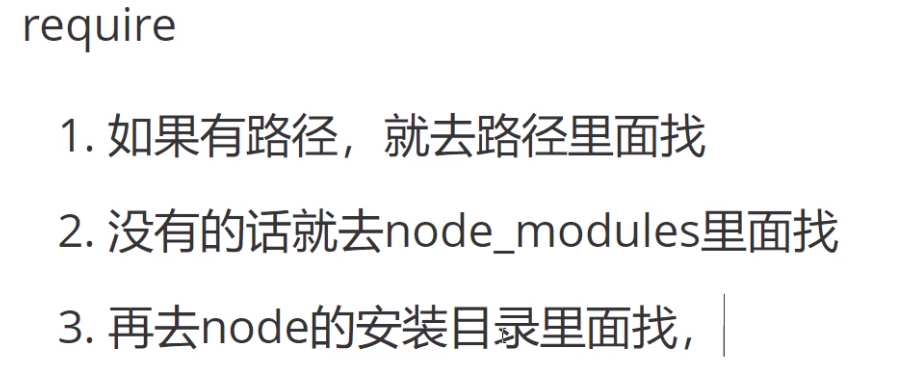 require
1. 如果有路径，就去路径里面找
2. 没有的话就去node_modules里面找
3. 再去node的安装目录里面找，